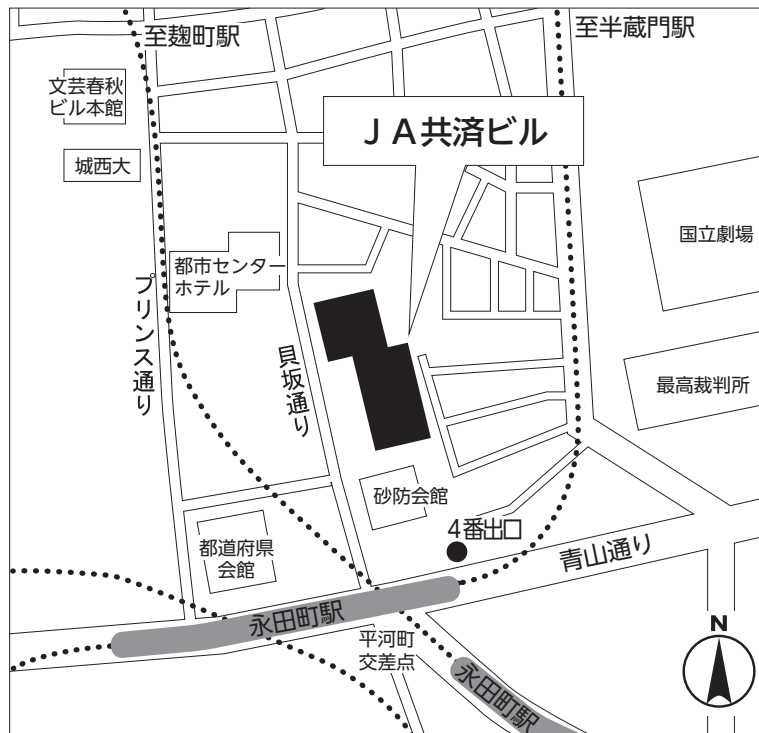 至麹町駅
至半蔵門駅
文芸春秋
ビル本館
ＪＡ共済ビル
城西大
国立劇場
都市センター
ホテル
プリンス通り
貝坂通り
最高裁判所
砂防会館
4番出口
都道府県
会館
青山通り
永田町駅
平河町
交差点
永田町駅
N